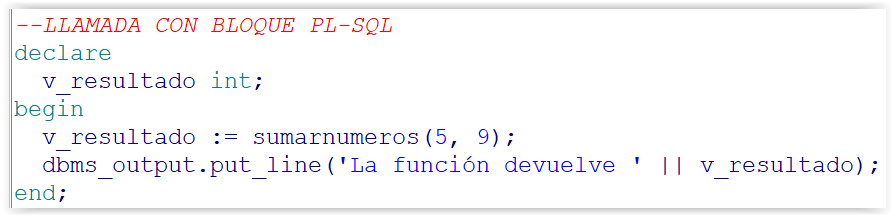 --LLAMADA CON BLOQUE PL-SQL
declare
  v_resultado int;
begin
  v_resultado := sumarnumeros(5, 9);
  dbms_output.put_line('La función devuelve ' || v_resultado);
end;